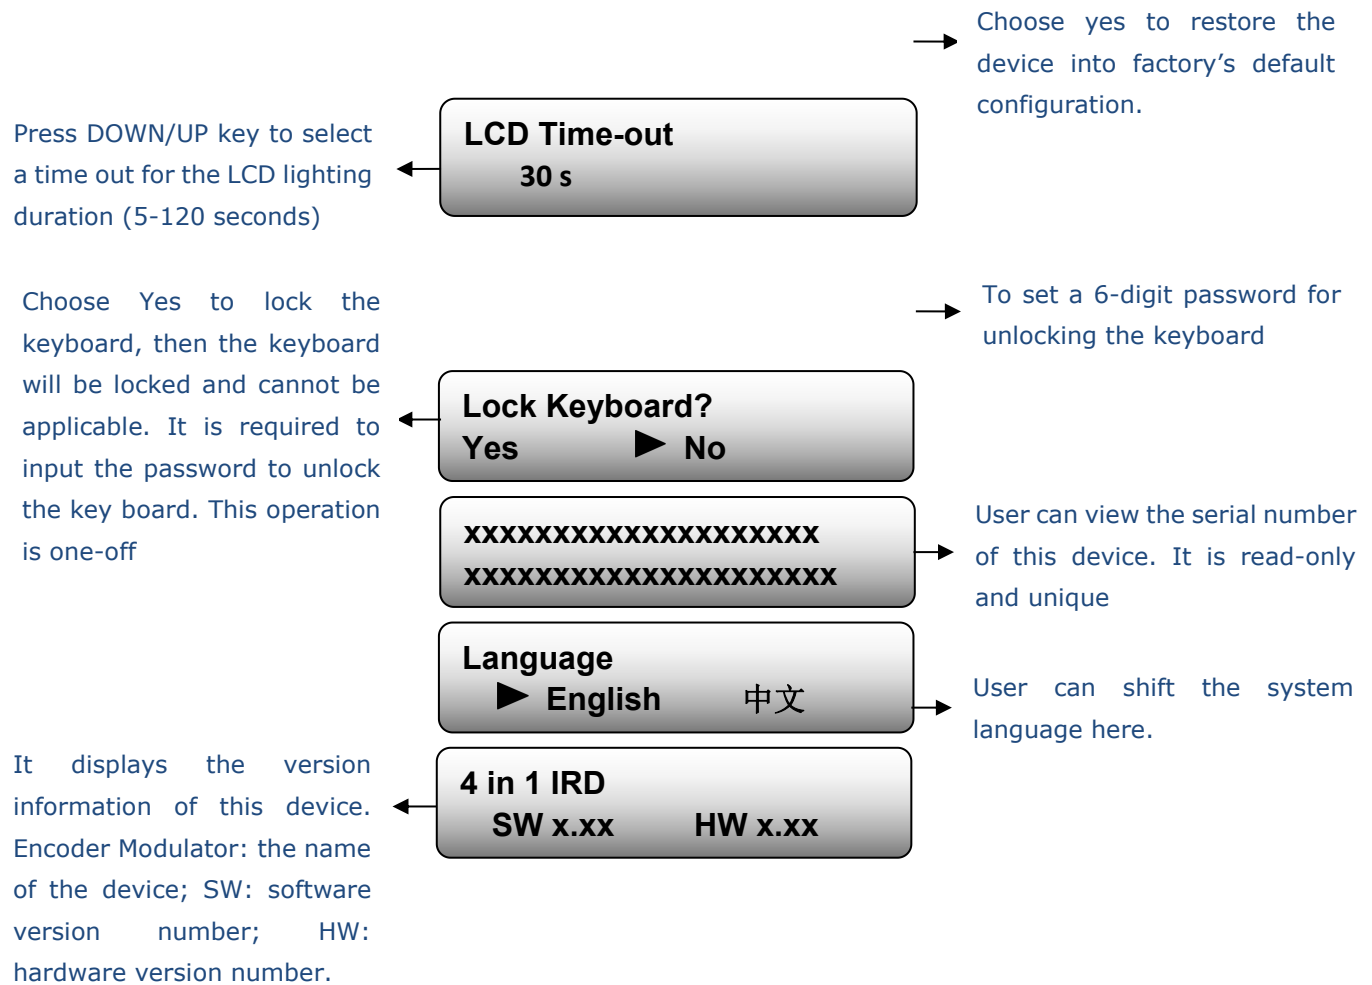 Choose yes to restore the
device into factory’s default
configuration.
Press DOWN/UP key to select
a time out for the LCD lighting
duration (5-120 seconds)
LCD Time-out
30 s
To set a 6-digit password for
unlocking the keyboard
Choose Yes to lock the
keyboard, then the keyboard
will be locked and cannot be
applicable. It is required to
input the password to unlock
the key board. This operation
is one-off
Lock Keyboard?
Yes ► No
xxxxxxxxxxxxxxxxxxxx
xxxxxxxxxxxxxxxxxxxxx
User can view the serial number
of this device. It is read-only
and unique
Language
► English 中文
User can shift the system
language here.
It displays the version
information of this device.
Encoder Modulator: the name
of the device; SW: software
version number; HW:
hardware version number.
4 in 1 IRD
SW x.xx HW x.xx